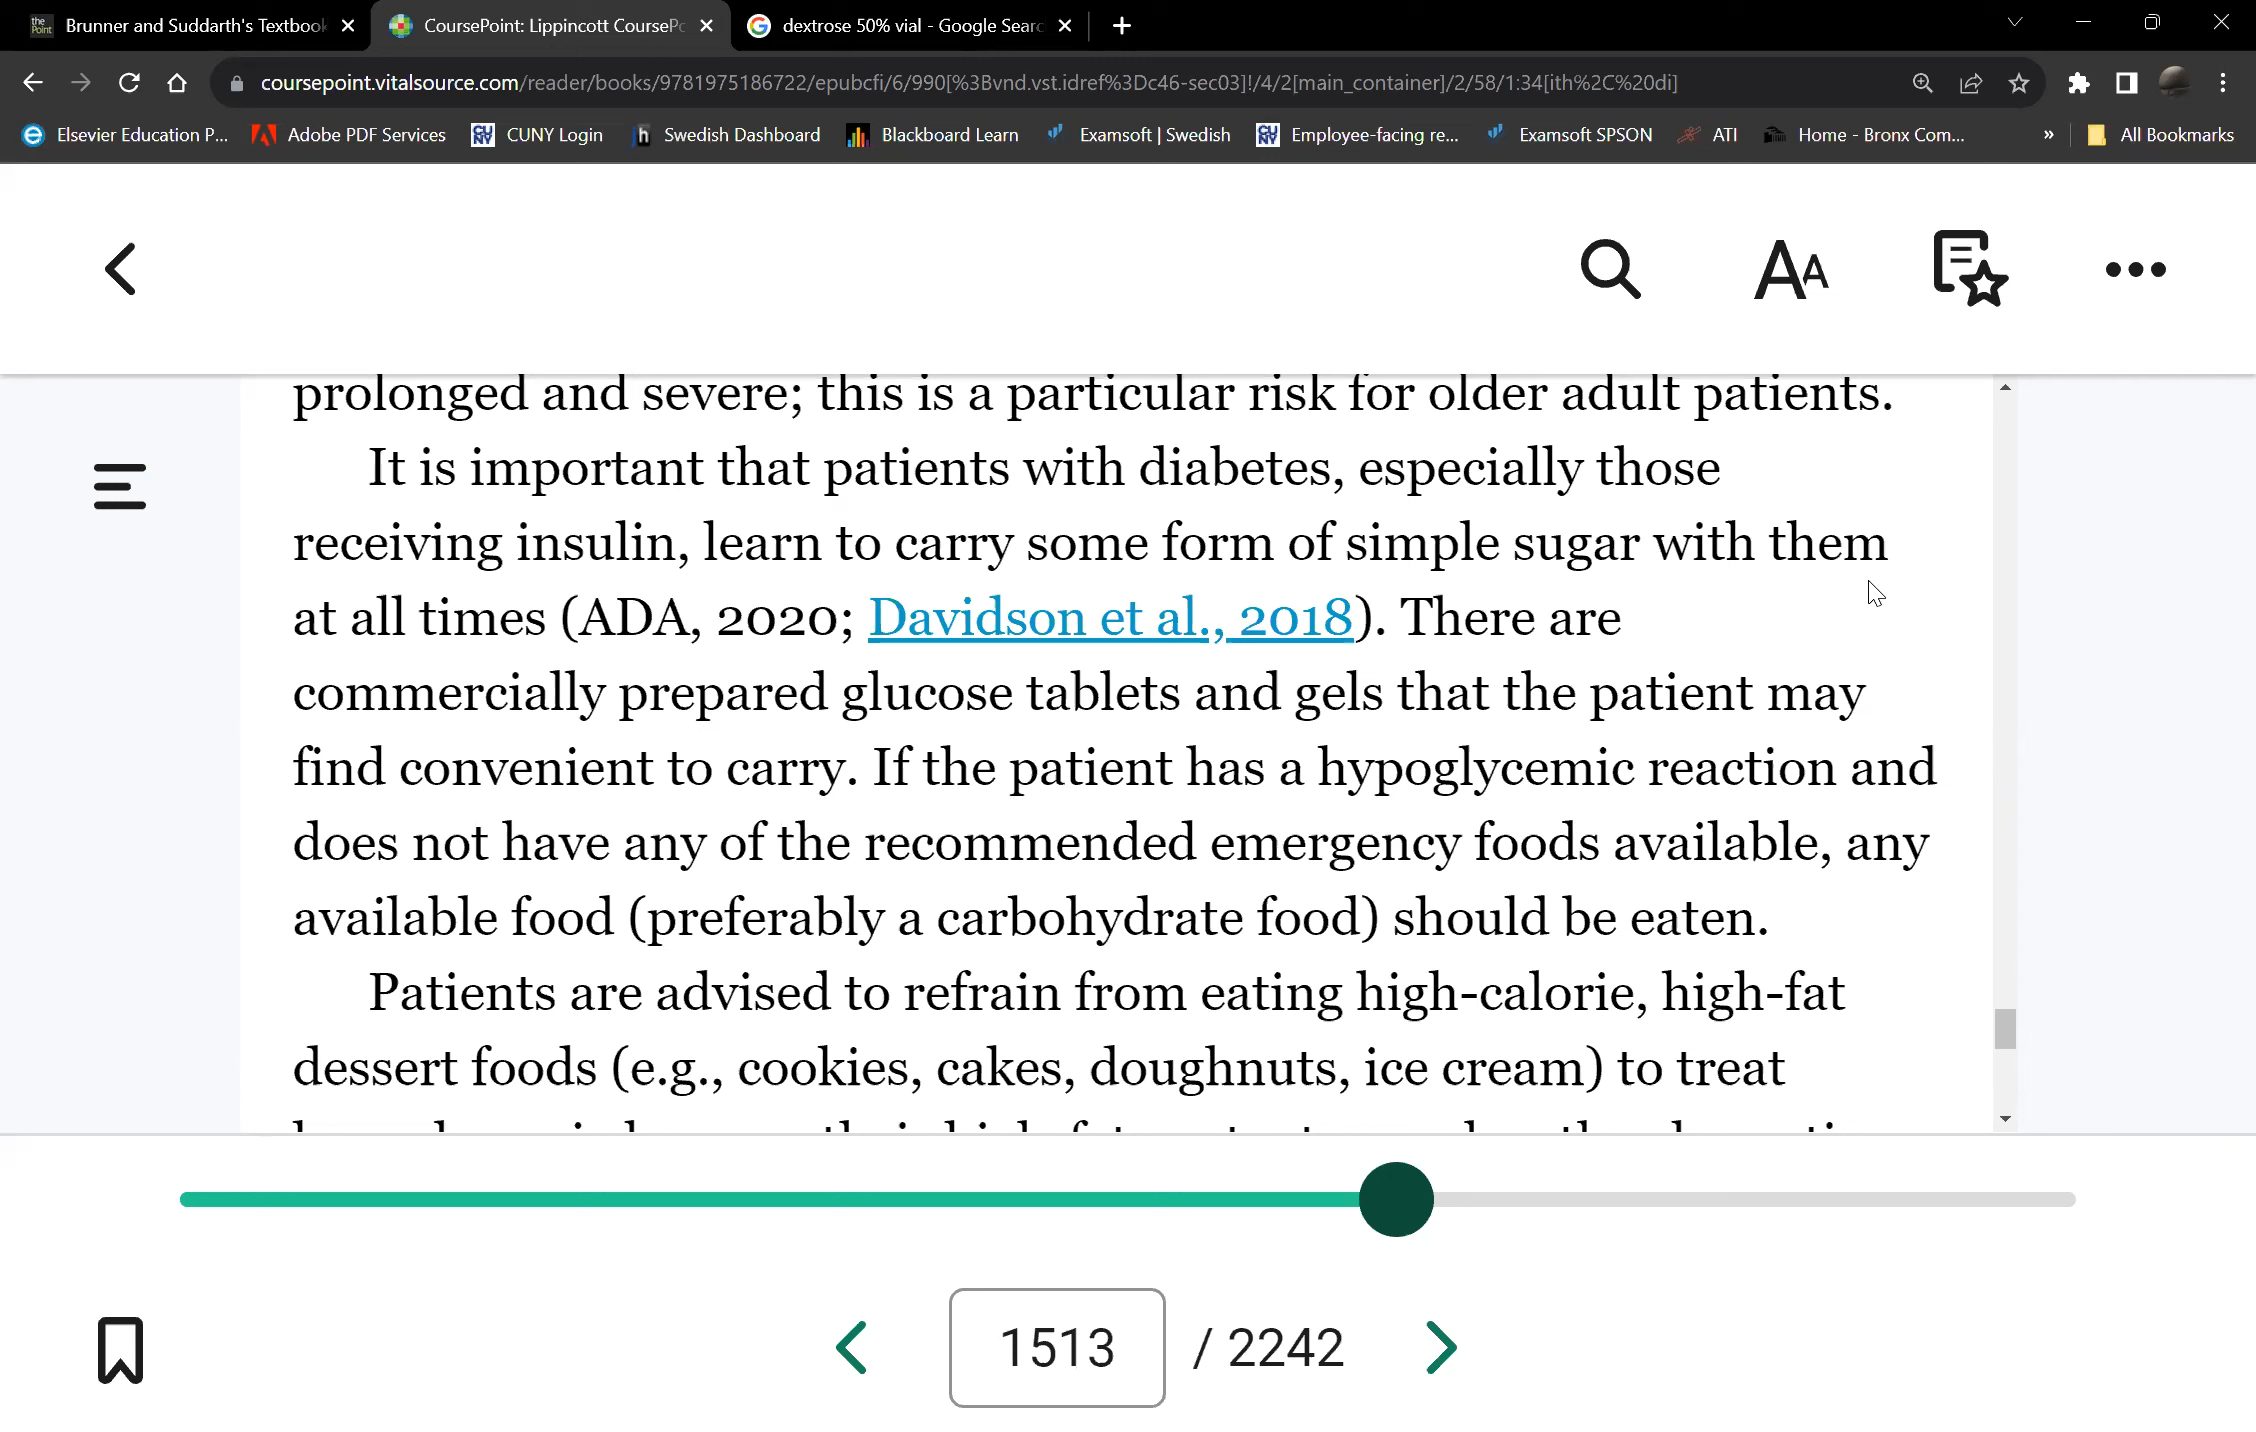 Brunner and Suddarth's Textbook
CoursePoint: Lippincott CoursePo
dextrose 50% vial - Google Searc
coursepoint.vitalsource.com/reader/books/9781975186722/epubcfi/6/990[%3Bvnd.vst.idref%3Dc46-sec03]!/4/2[main_container]/2/58/1:34[ith%2C%20di]
Elsevier Education P... Adobe PDF Services CUNY Login Swedish Dashboard Blackboard Learn Examsoft | Swedish Employee-facing re... Examsoft SPSON ATI Home - Bronx Com... » All Bookmarks
AA
prolonged and severe; this is a particular risk for older adult patients.
It is important that patients with diabetes, especially those
receiving insulin, learn to carry some form of simple sugar with them
at all times (ADA, 2020; Davidson et al., 2018). There are
commercially prepared glucose tablets and gels that the patient may
find convenient to carry. If the patient has a hypoglycemic reaction and
does not have any of the recommended emergency foods available, any
available food (preferably a carbohydrate food) should be eaten.
Patients are advised to refrain from eating high-calorie, high-fat
dessert foods (e.g., cookies, cakes, doughnuts, ice cream) to treat
1513 / 2242